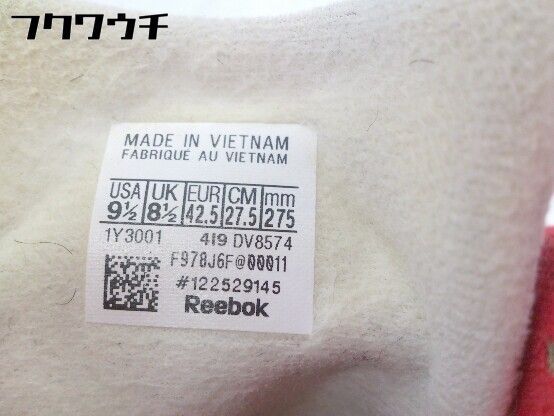 フクワウチ
MADE IN VIETNAM
FABRIQUÉ AU VIETNAM
USA UK EUR CM mm
9½ 8½ 42.5 27.5 275
1Y3001 419 DV8574
F978J6F@00011
#122529145
Reebok